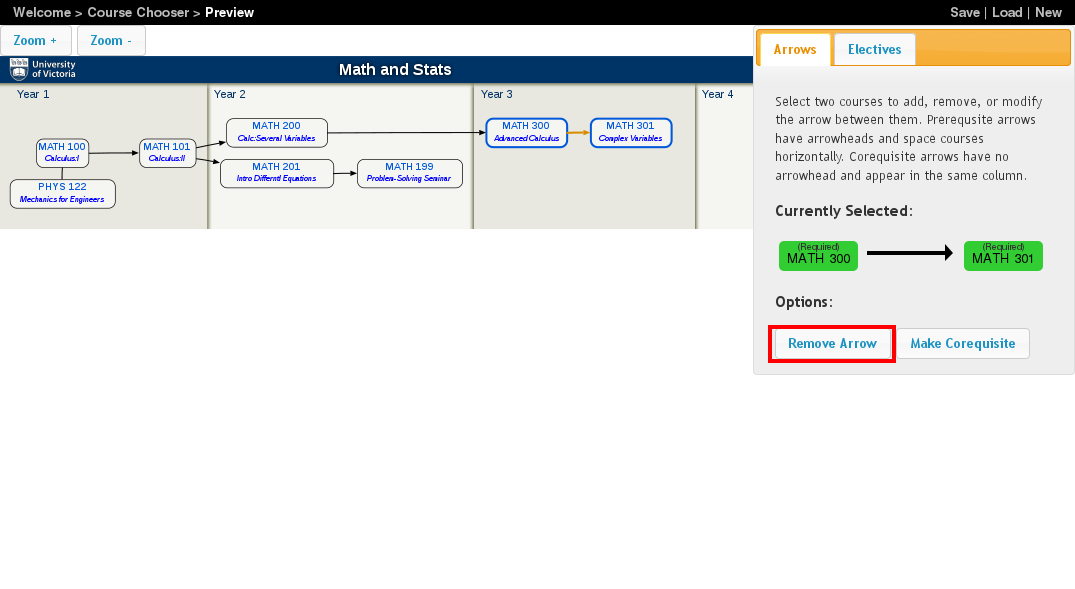 Welcome > Course Chooser > Preview
Save | Load | New
Zoom +
Zoom -
University of Victoria
Math and Stats
Year 1
Year 2
Year 3
Year 4
MATH 100
Calculus:I
PHYS 122
Mechanics for Engineers
MATH 101
Calculus:II
MATH 200
Calc:Several Variables
MATH 201
Intro Differntl Equations
MATH 199
Problem-Solving Seminar
MATH 300
Advanced Calculus
MATH 301
Complex Variables
Arrows
Electives
Select two courses to add, remove, or modify
the arrow between them. Prerequsite arrows
have arrowheads and space courses
horizontally. Corequisite arrows have no
arrowhead and appear in the same column.
Currently Selected:
(Required)
MATH 300
(Required)
MATH 301
Options:
Remove Arrow
Make Corequisite